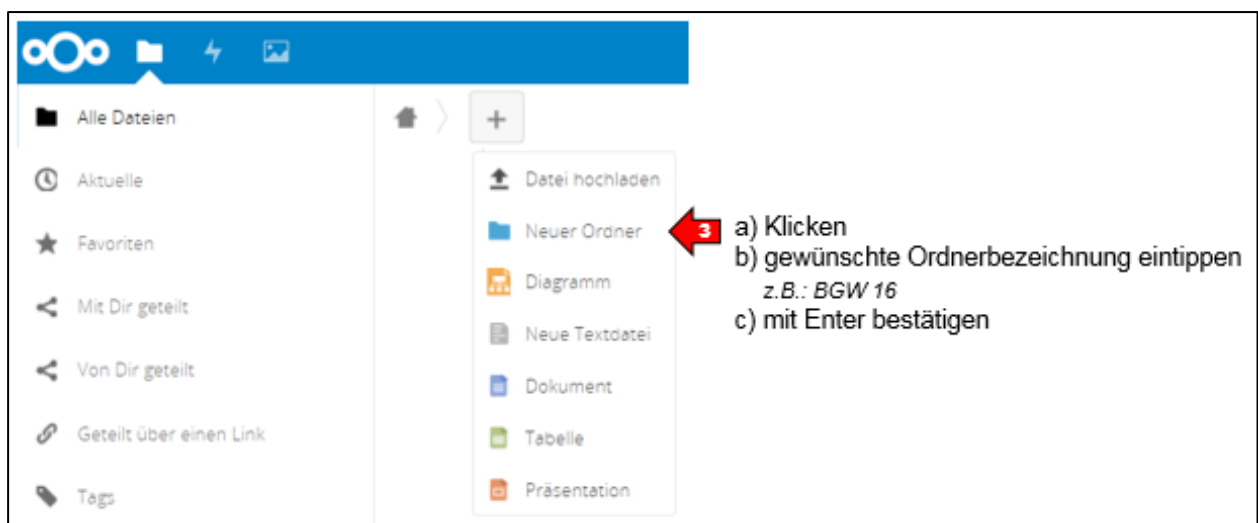 Alle Dateien
Aktuelle
Favoriten
Mit Dir geteilt
Von Dir geteilt
Geteilt über einen Link
Tags
+
Datei hochladen
Neuer Ordner
Diagramm
Neue Textdatei
Dokument
Tabelle
Präsentation
3
a) Klicken
b) gewünschte Ordnerbezeichnung eintippen
z.B.: BGW 16
c) mit Enter bestätigen